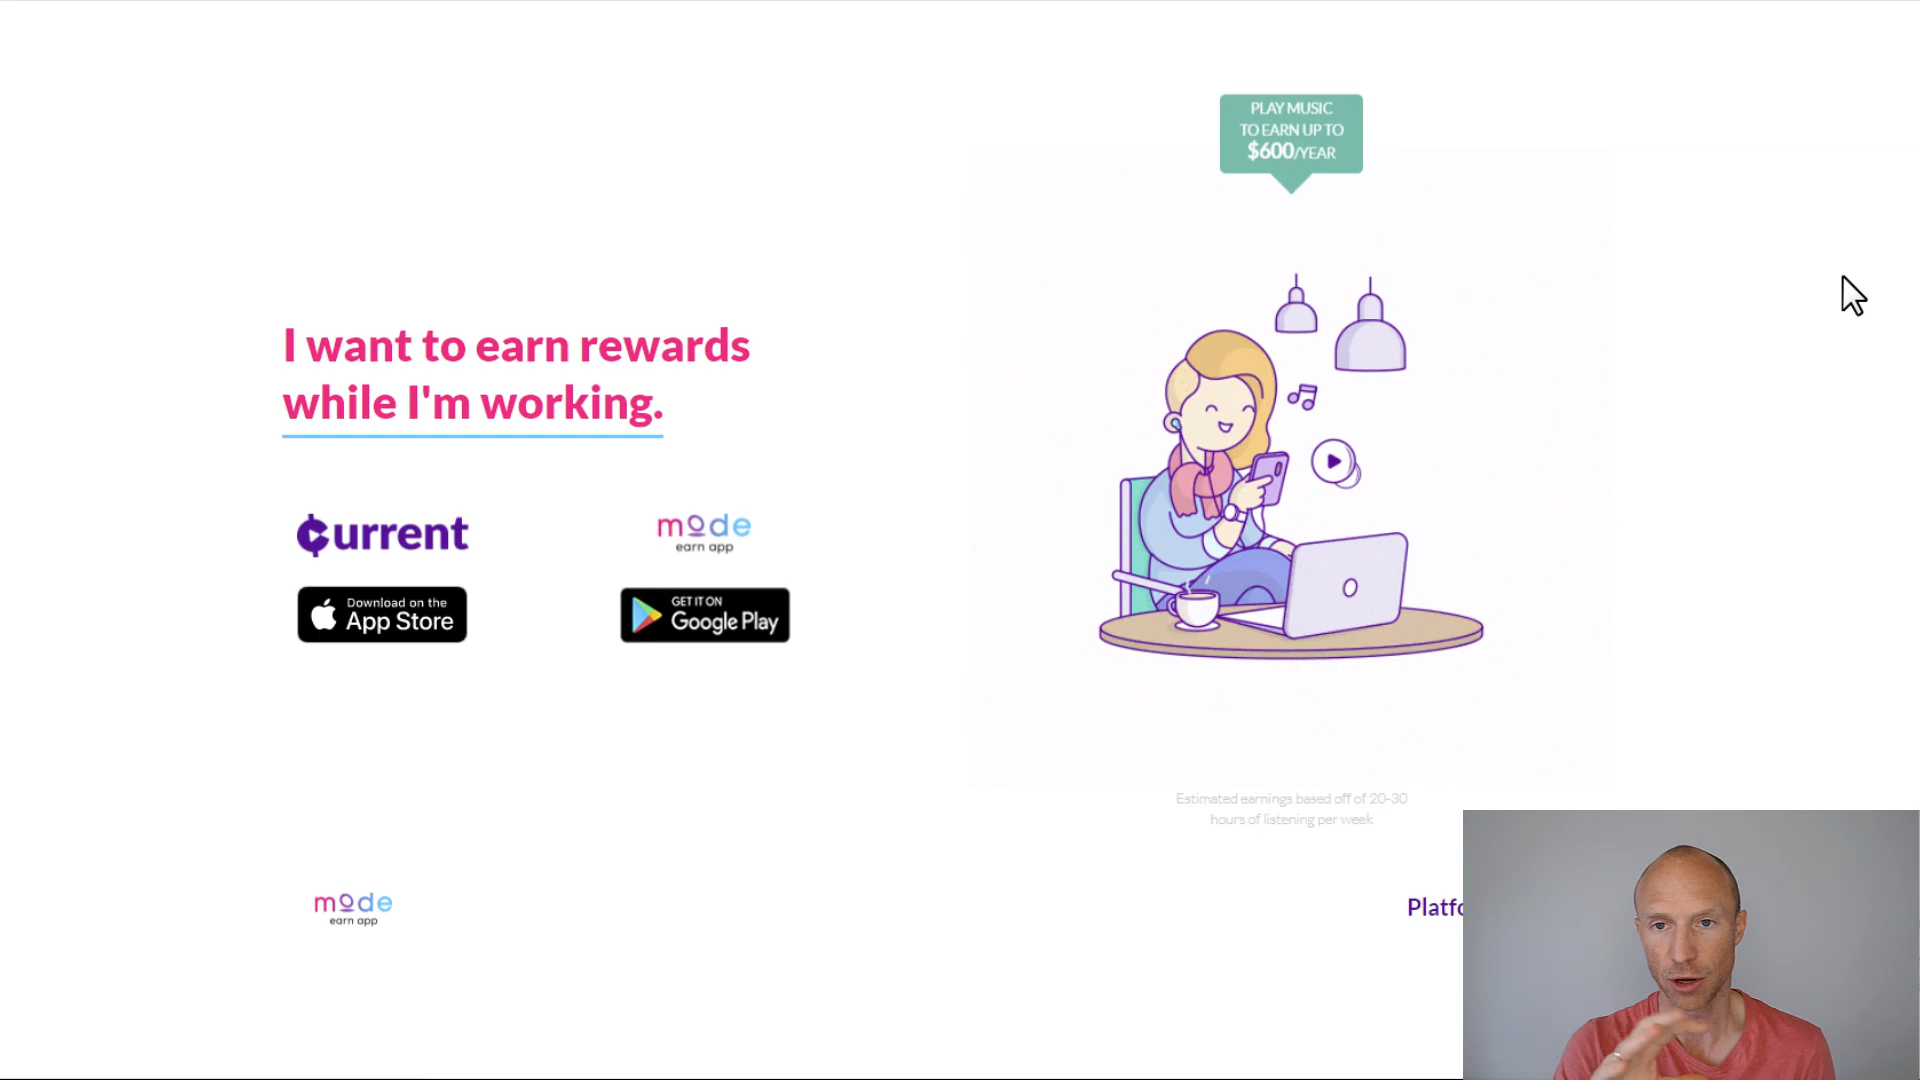 PLAY MUSIC
TO EARN UP TO
$600/YEAR
I want to earn rewards
while I'm working.
Current
mode
earn app
Download on the
App Store
GET IT ON
Google Play
Estimated earnings based off of 20-30
hours of listening per week
mode
earn app
Platfo